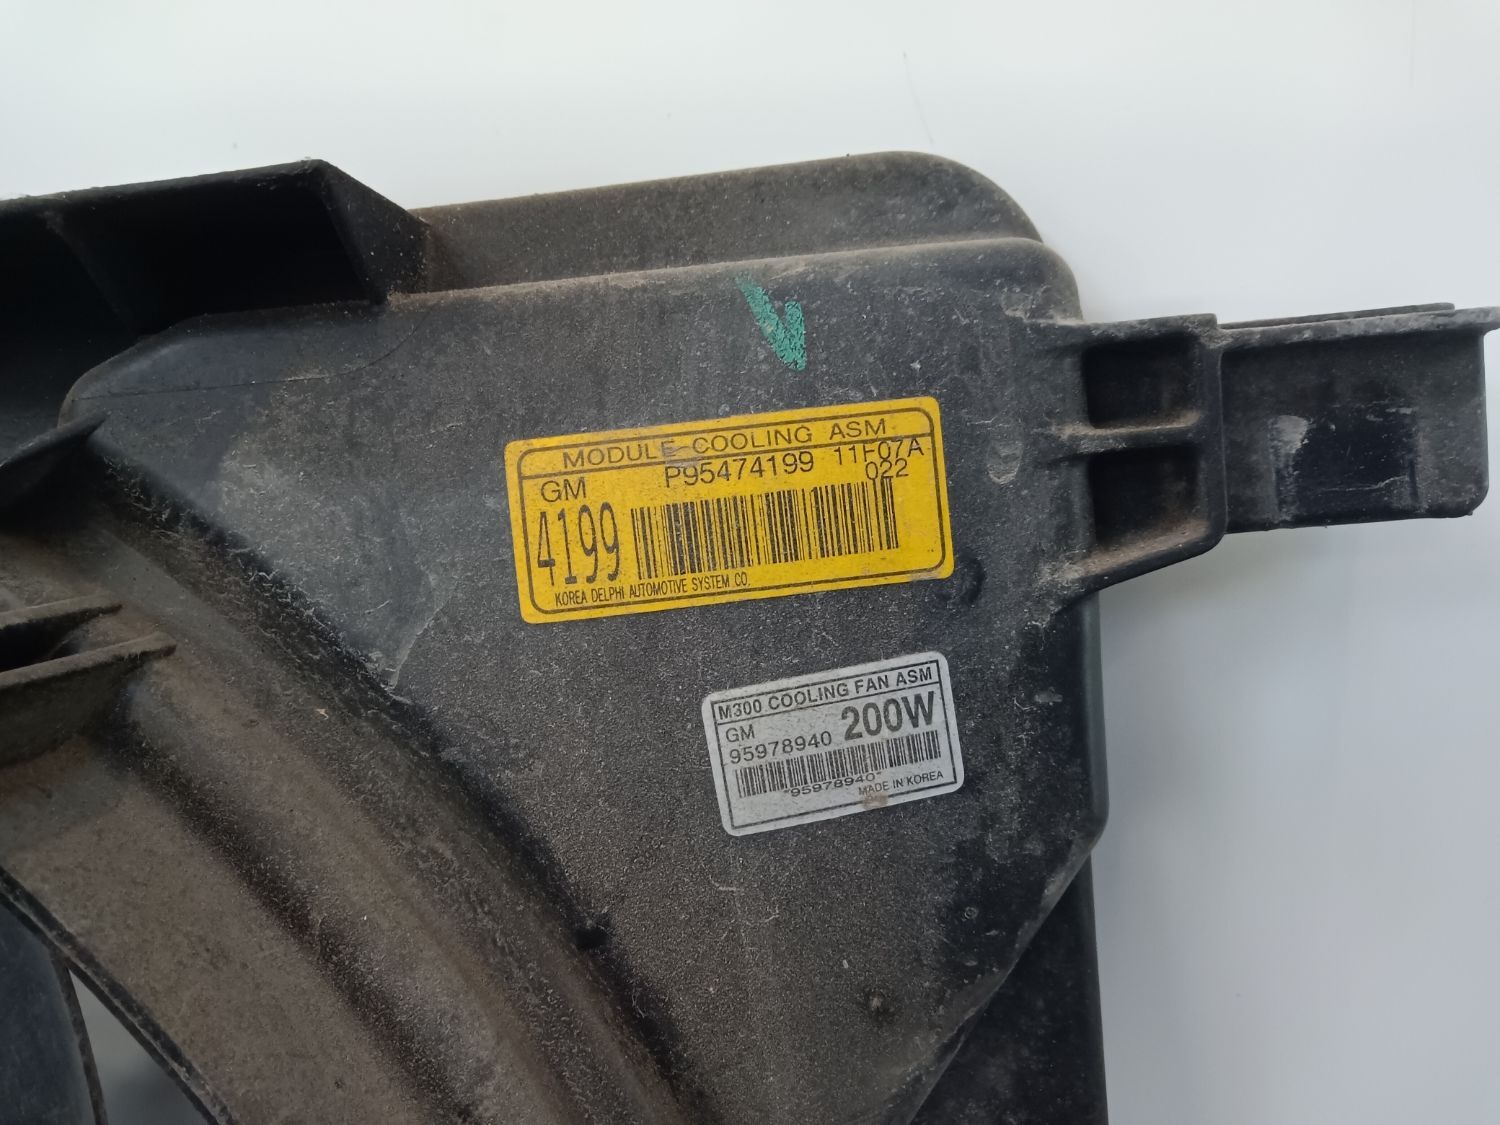 MODULE-COOLING ASM
GM P95474199 11F07A
4199 022
KOREA DELPHI AUTOMOTIVE SYSTEM CO.
M300 COOLING FAN ASM
GM
95978940 200W
*95978940*
MADE IN KOREA